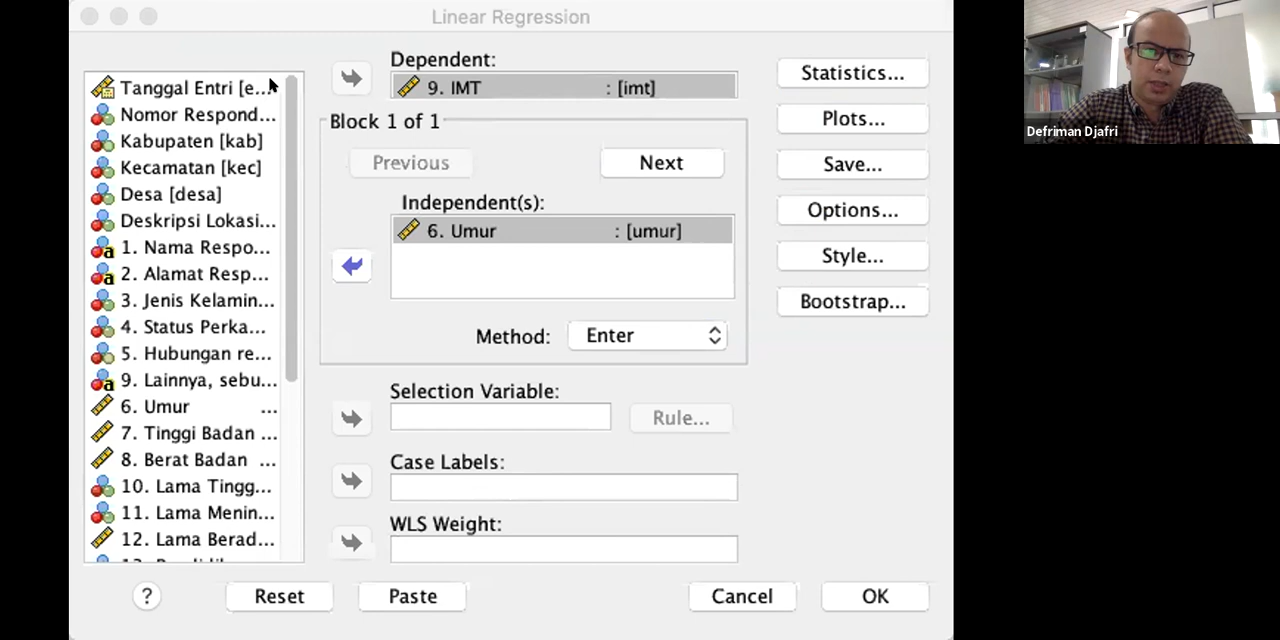 Linear Regression
Tanggal Entri [e...
Nomor Respond...
Kabupaten [kab]
Kecamatan [kec]
Desa [desa]
Deskripsi Lokasi...
1. Nama Respo...
2. Alamat Resp...
3. Jenis Kelamin...
4. Status Perka...
5. Hubungan re...
9. Lainnya, sebu...
6. Umur ...
7. Tinggi Badan ...
8. Berat Badan ...
10. Lama Tingg...
11. Lama Menin...
12. Lama Berad...
Dependent:
9. IMT : [imt]
Block 1 of 1
Previous
Next
Independent(s):
6. Umur : [umur]
Method: Enter
Selection Variable:
Rule...
Case Labels:
WLS Weight:
Statistics...
Plots...
Save...
Options...
Style...
Bootstrap...
?
Reset
Paste
Cancel
OK
Defriman Djafri